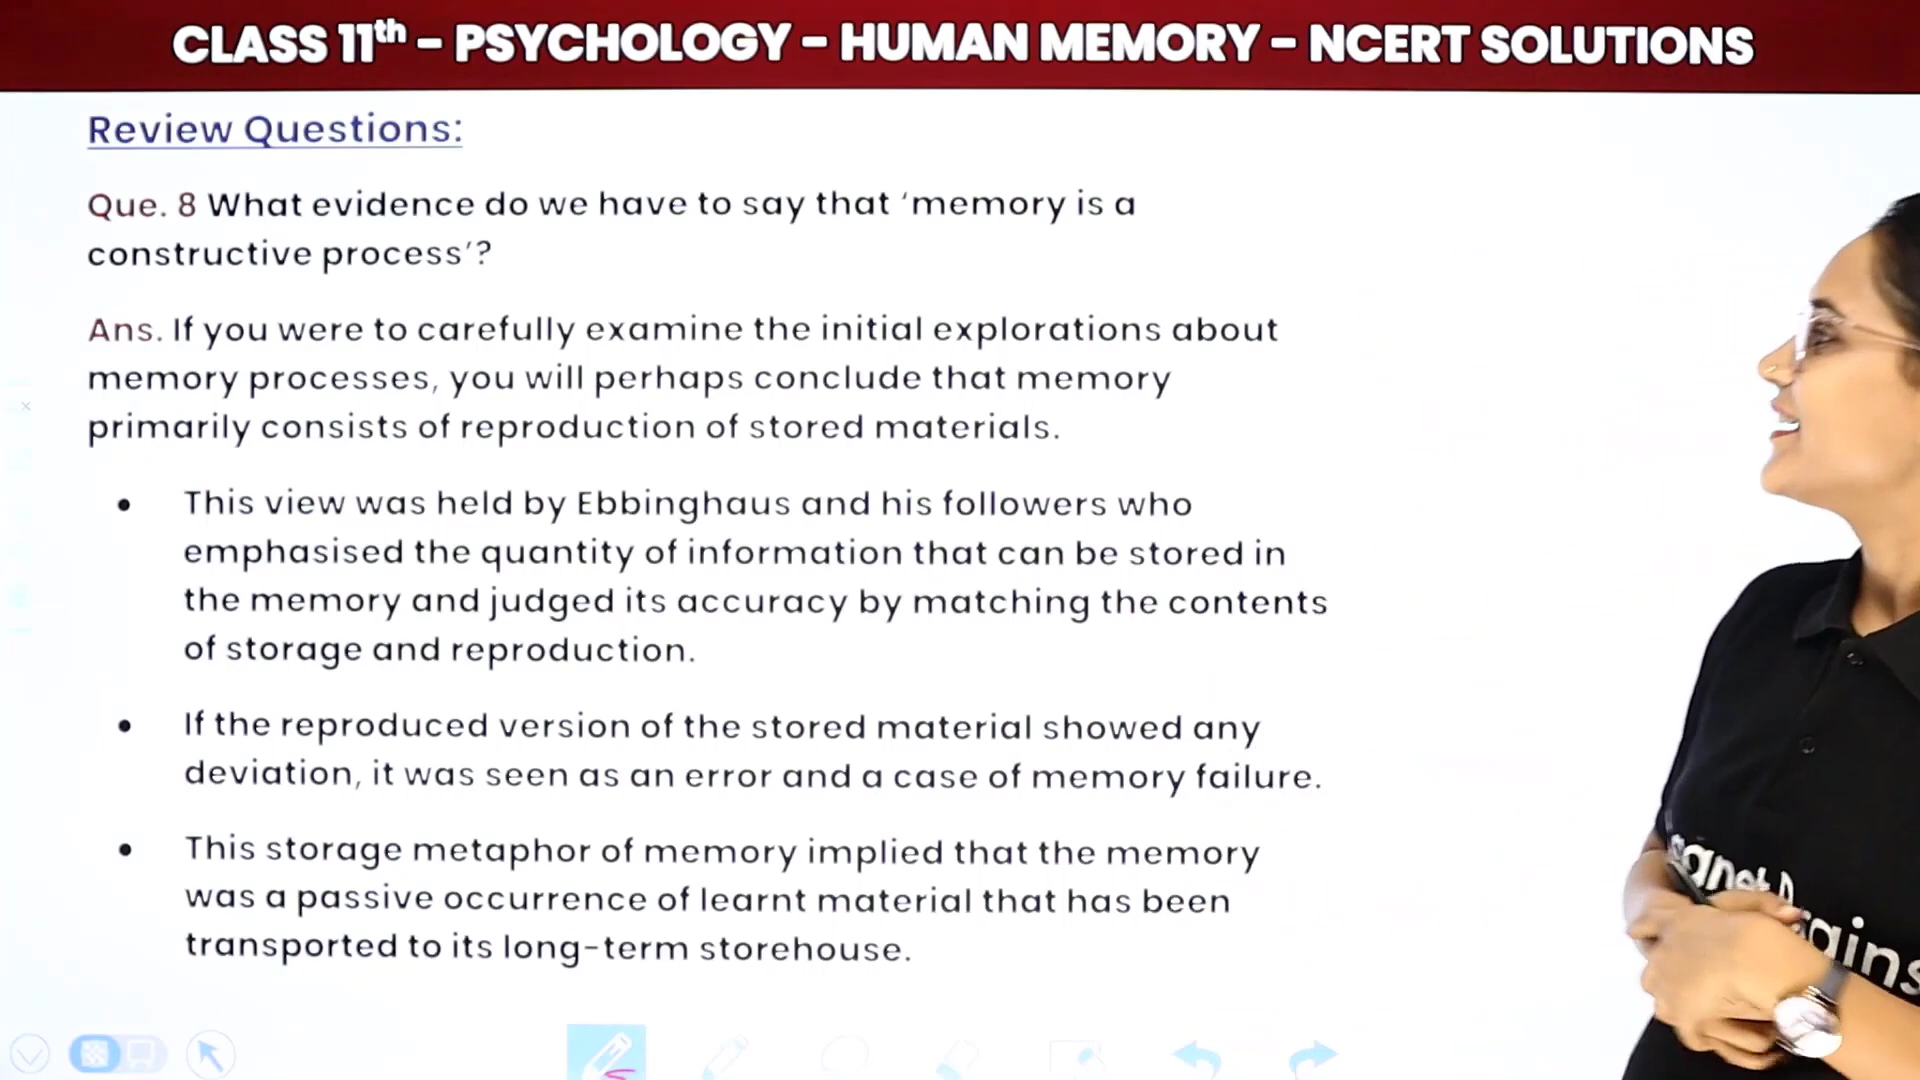 CLASS 11th – PSYCHOLOGY – HUMAN MEMORY – NCERT SOLUTIONS
Review Questions:
Que. 8 What evidence do we have to say that ‘memory is a
constructive process’?
Ans. If you were to carefully examine the initial explorations about
memory processes, you will perhaps conclude that memory
primarily consists of reproduction of stored materials.
• This view was held by Ebbinghaus and his followers who
emphasised the quantity of information that can be stored in
the memory and judged its accuracy by matching the contents
of storage and reproduction.
• If the reproduced version of the stored material showed any
deviation, it was seen as an error and a case of memory failure.
• This storage metaphor of memory implied that the memory
was a passive occurrence of learnt material that has been
transported to its long-term storehouse.